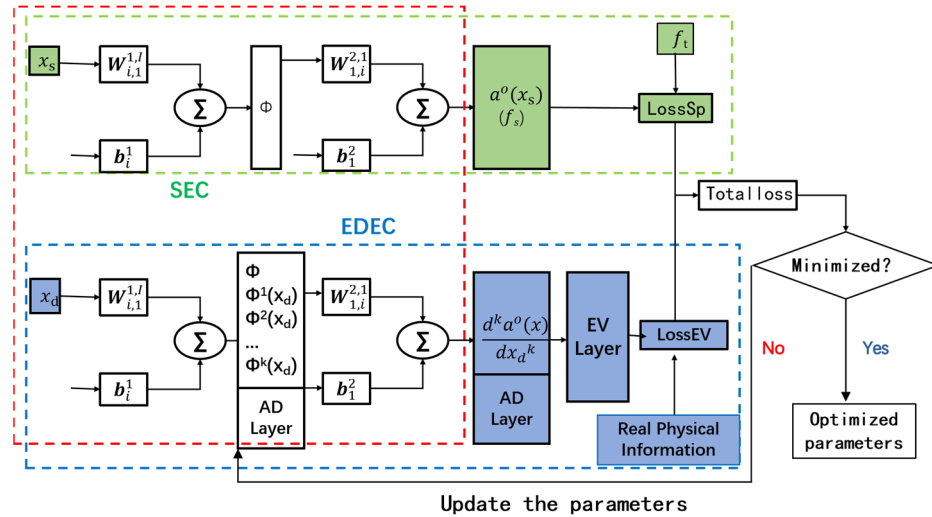 x_s
W^{1,I}_{i,1}
b^1_i
Σ
Φ
W^{2,1}_{1,i}
b^2_1
Σ
a^o(x_s)
(f_s)
f_t
LossSp
SEC
Totalloss
Minimized?
EDEC
x_d
W^{1,I}_{i,1}
b^1_i
Σ
Φ
Φ^1(x_d)
Φ^2(x_d)
...
Φ^k(x_d)
AD
Layer
W^{2,1}_{1,i}
b^2_1
Σ
d^k a^o(x)
dx_d^k
AD
Layer
EV
Layer
LossEV
Real Physical
Information
No
Yes
Optimized
parameters
Update the parameters